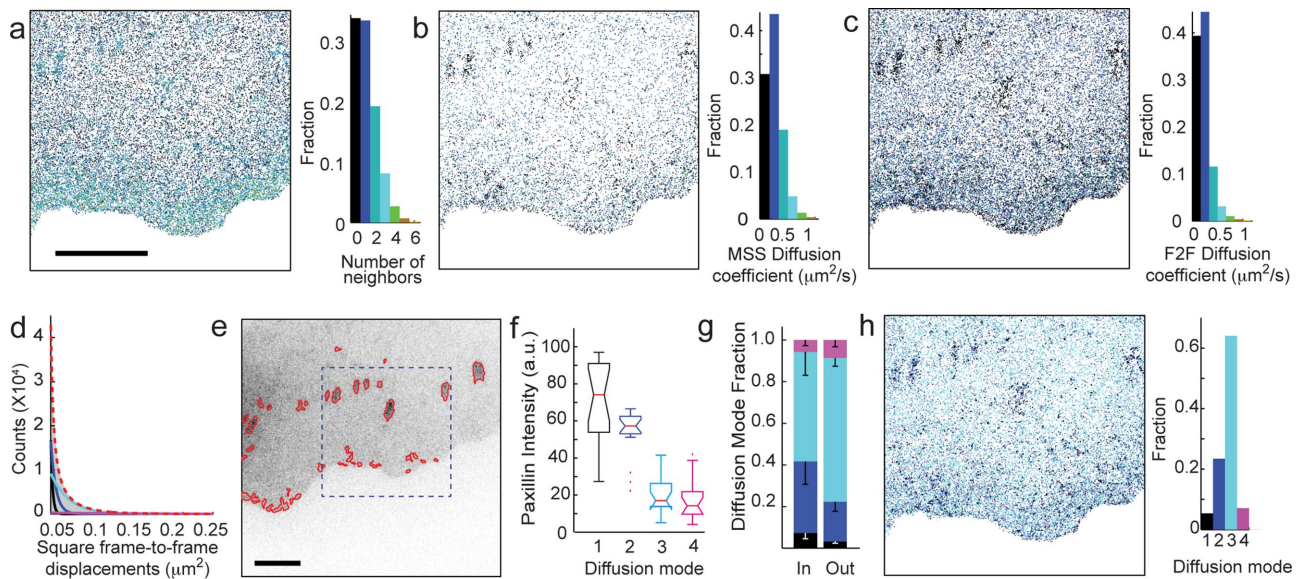 a
Fraction
0.3
0.2
0.1
0
0 2 4 6
Number of
neighbors
b
Fraction
0.4
0.3
0.2
0.1
0
0 0.5 1
MSS Diffusion
coefficient (μm²/s)
c
Fraction
0.4
0.3
0.2
0.1
0
0 0.5 1
F2F Diffusion
coefficient (μm²/s)
d
Counts (X10⁴)
4
3
2
1
0
0.05 0.1 0.15 0.2 0.25
Square frame-to-frame
displacements (μm²)
e
f
Paxillin Intensity (a.u.)
100
80
60
40
20
0
1 2 3 4
Diffusion mode
g
Diffusion Mode Fraction
1.0
0.8
0.6
0.4
0.2
In Out
h
Fraction
0.6
0.4
0.2
0
1 2 3 4
Diffusion mode